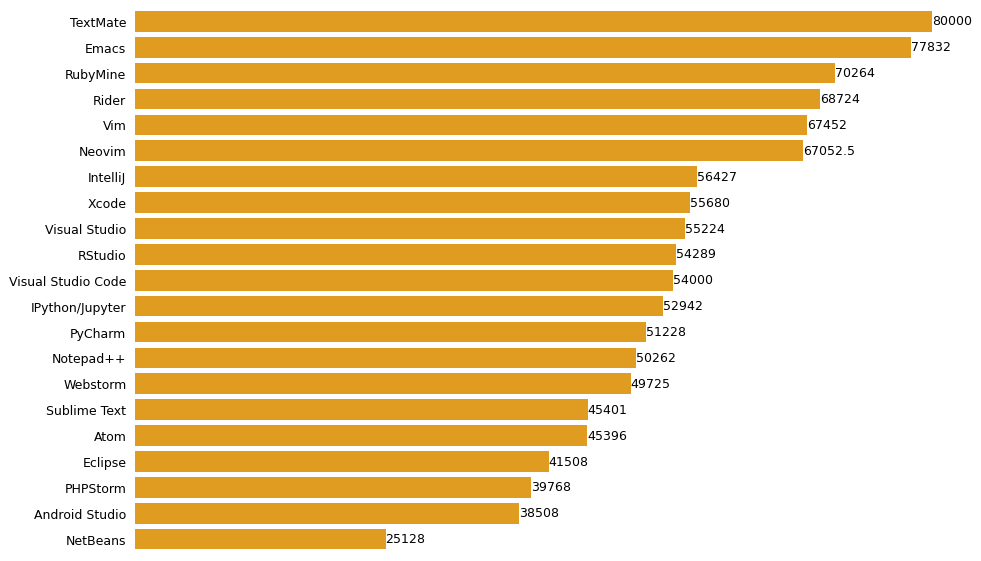 TextMate 80000
Emacs 77832
RubyMine 70264
Rider 68724
Vim 67452
Neovim 67052.5
IntelliJ 56427
Xcode 55680
Visual Studio 55224
RStudio 54289
Visual Studio Code 54000
IPython/Jupyter 52942
PyCharm 51228
Notepad++ 50262
Webstorm 49725
Sublime Text 45401
Atom 45396
Eclipse 41508
PHPStorm 39768
Android Studio 38508
NetBeans 25128